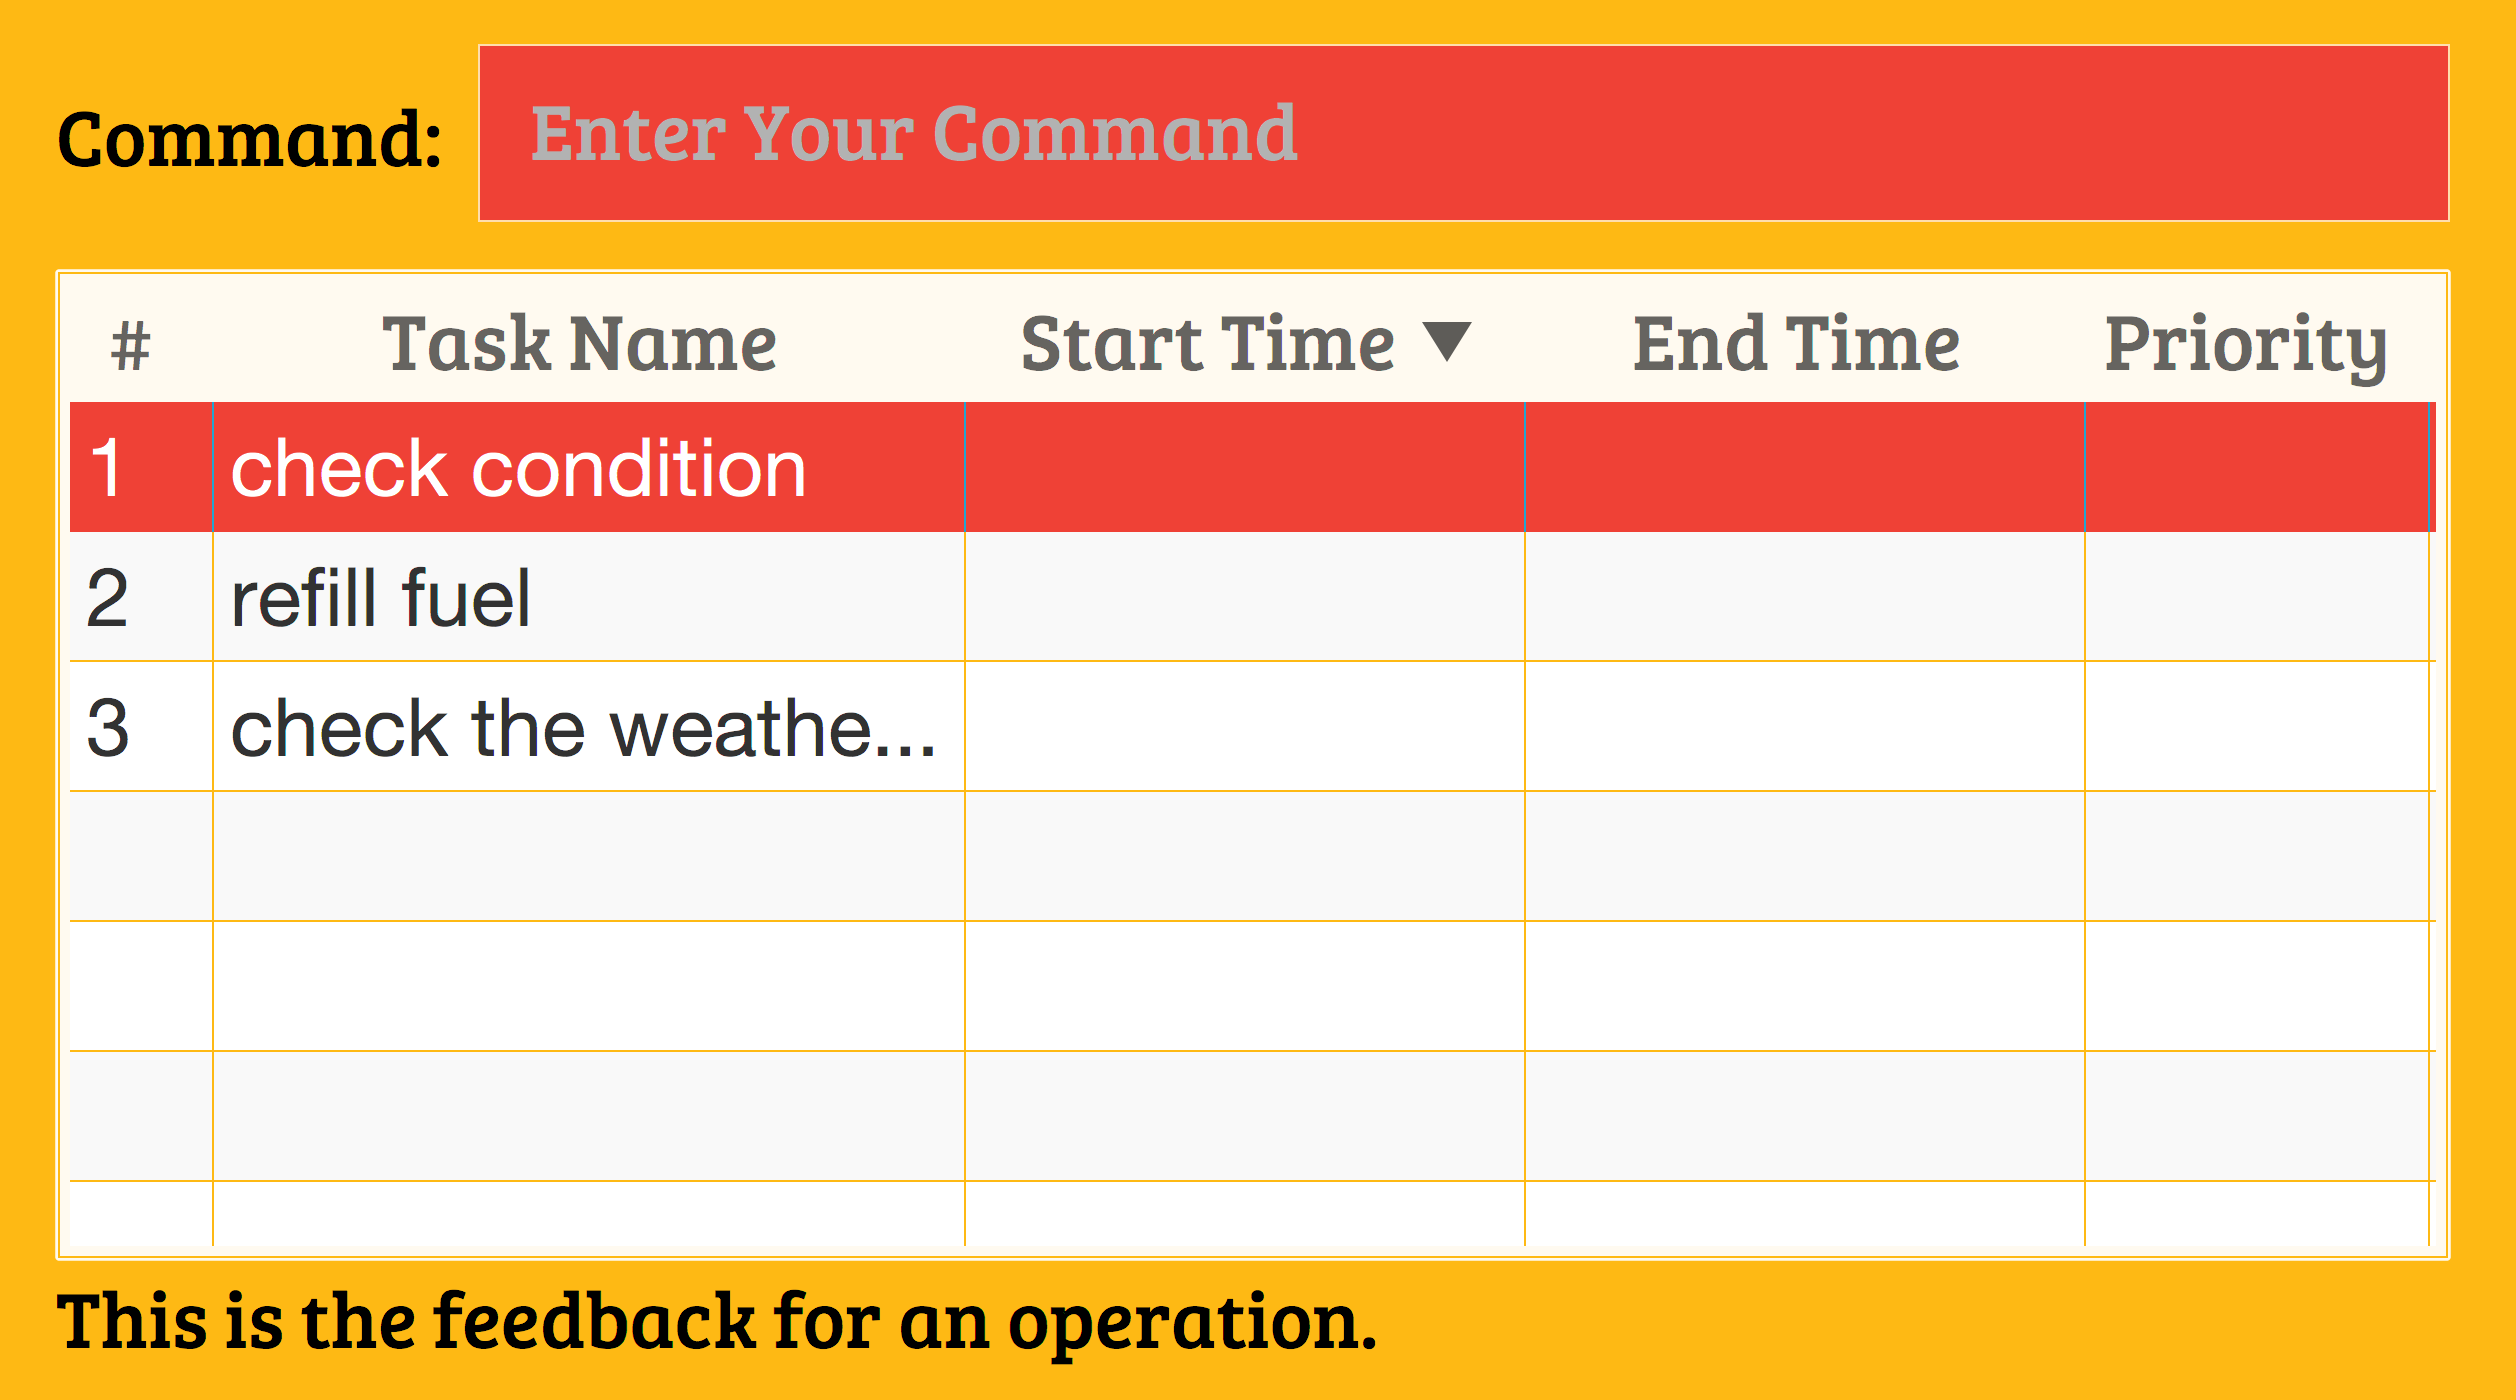 Command: Enter Your Command
# Task Name Start Time ▼ End Time Priority
1 check condition
2 refill fuel
3 check the weathe...
This is the feedback for an operation.